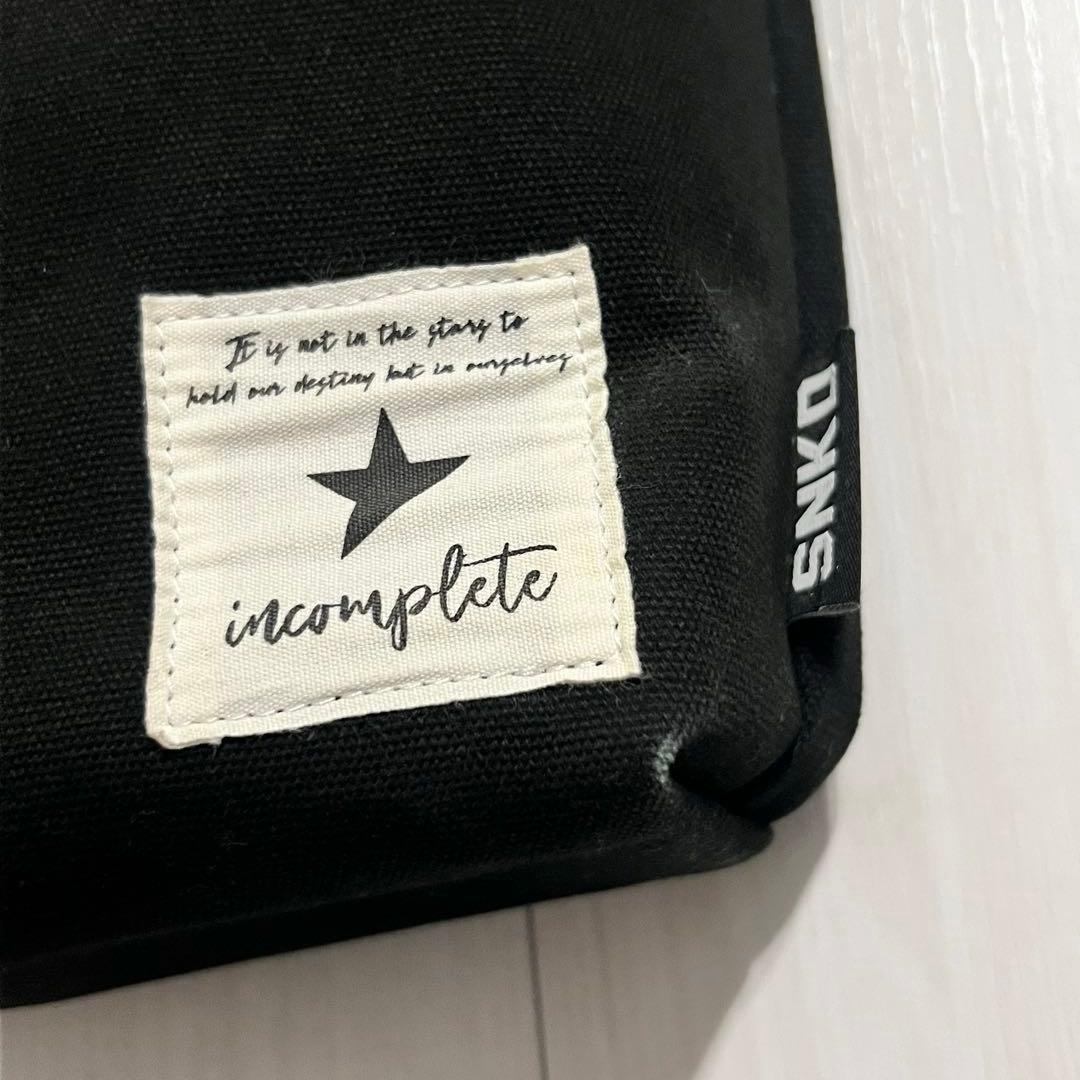 It is not in the stars to
hold our destiny but in ourselves
incomplete
SNKD